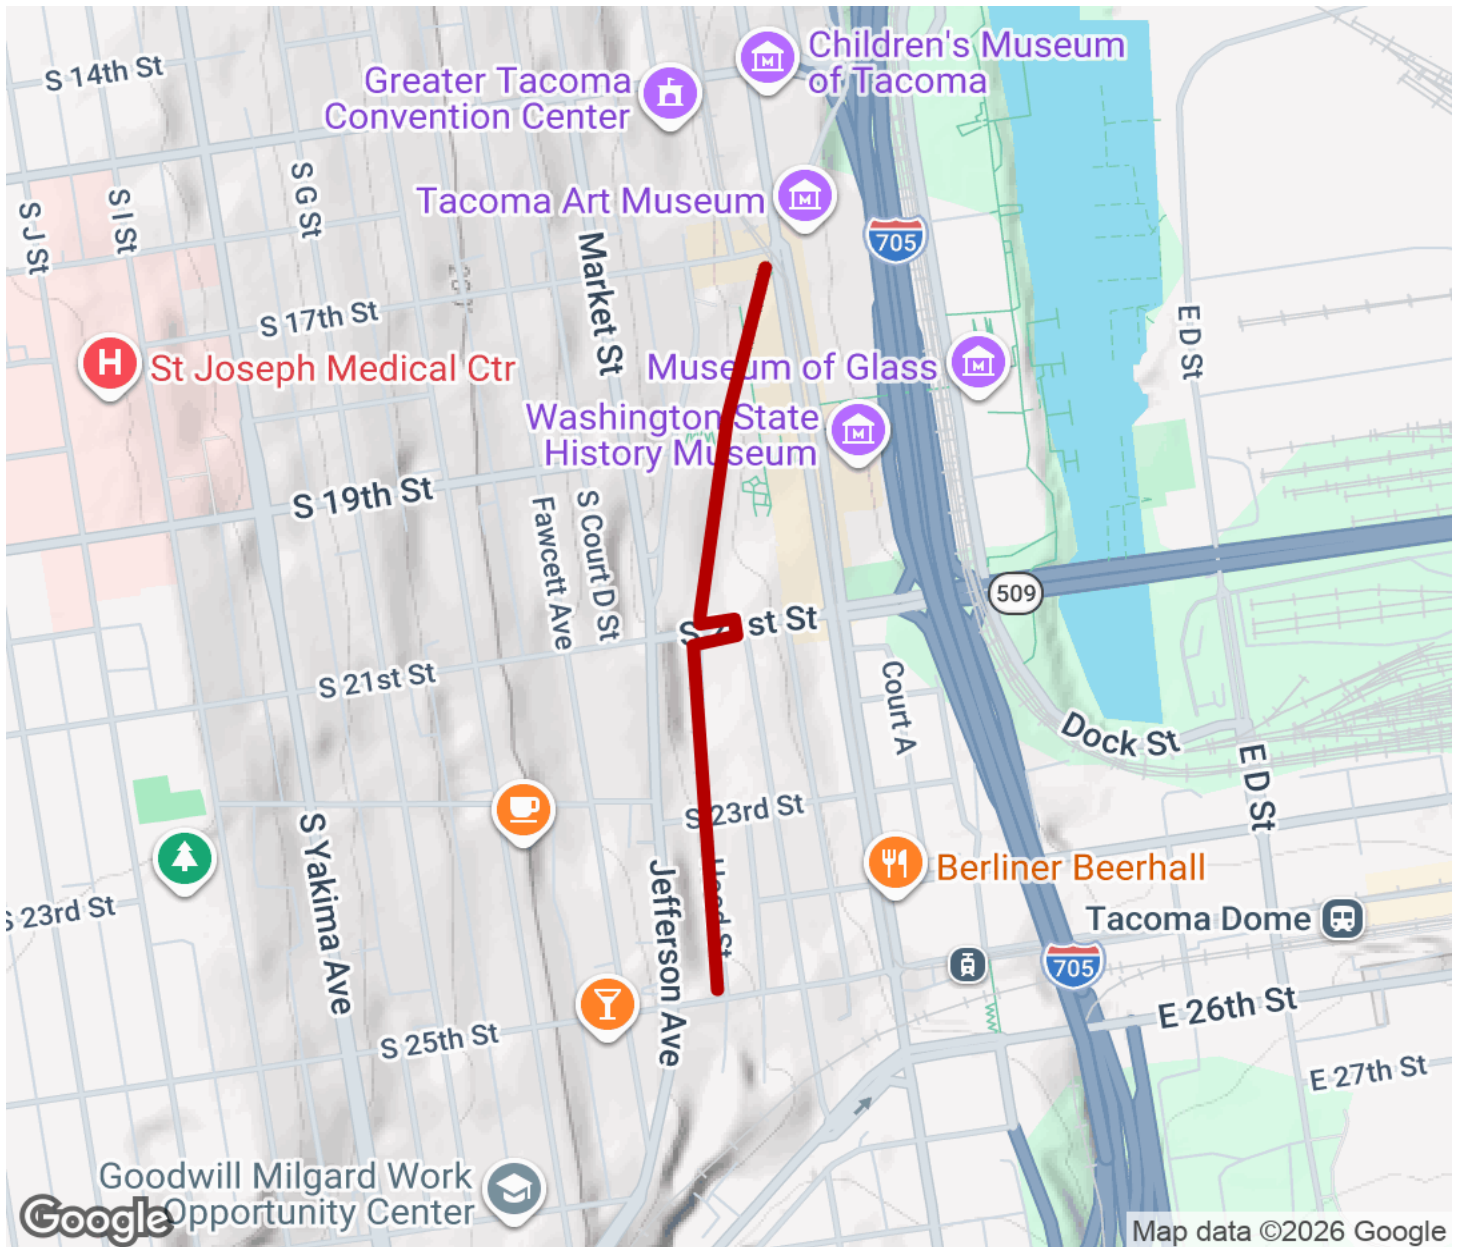 S 14th St
Children's Museum
of Tacoma
Greater Tacoma
Convention Center
S J St
S I St
S G St
Tacoma Art Museum
705
Market St
S 17th St
E D St
St Joseph Medical Ctr
Museum of Glass
Washington State
History Museum
S 19th St
Fawcett Ave
S Court D St
509
S 21st St
S 21st St
Court A
Dock St
E D St
S 23rd St
S Yakima Ave
Jefferson Ave
Hood St
Berliner Beerhall
S 23rd St
Tacoma Dome
705
E 26th St
S 25th St
E 27th St
Goodwill Milgard Work
Opportunity Center
Google
Map data ©2026 Google